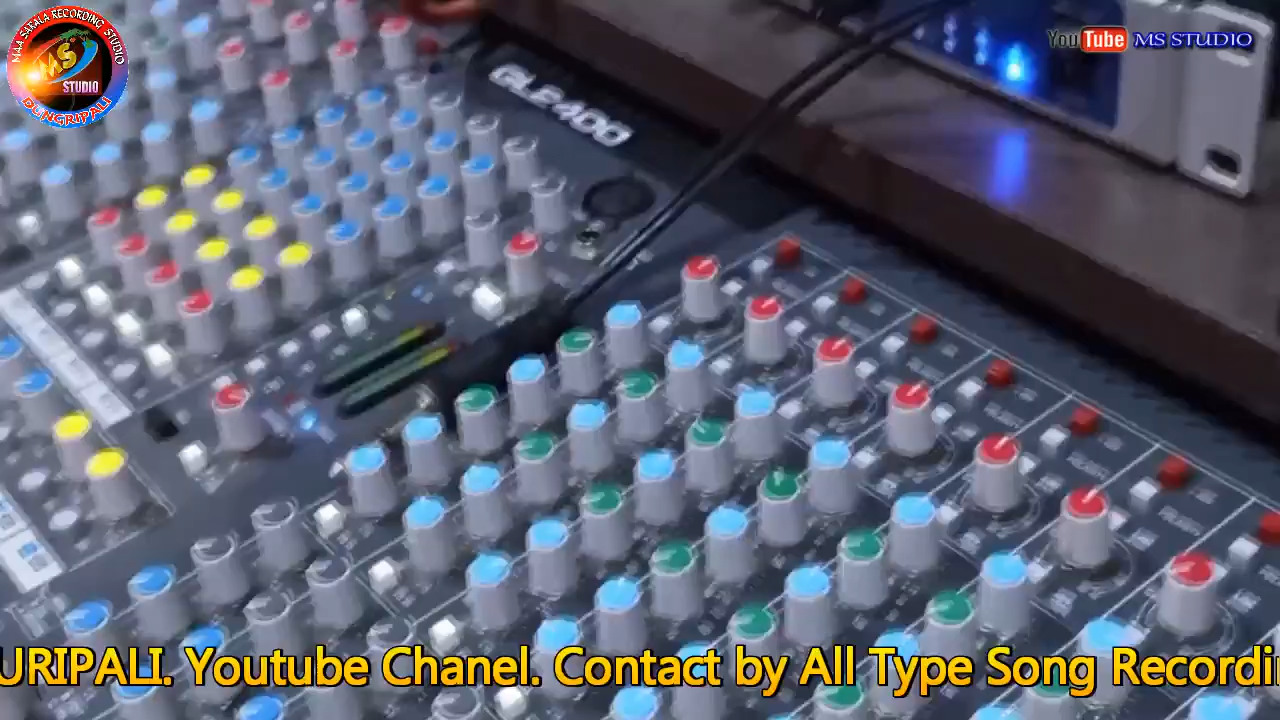 MAA SARALA RECORDING STUDIO
MS
STUDIO
DUNGRIPALI
YouTube MS STUDIO
GL2400
URIPALI. Youtube Chanel. Contact by All Type Song Recordi